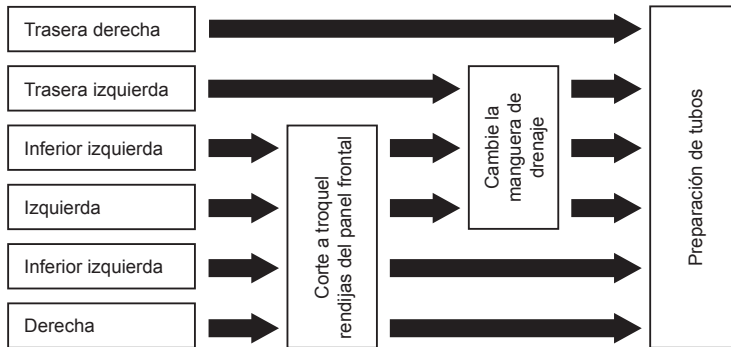 Trasera derecha
Trasera izquierda
Inferior izquierda
Izquierda
Inferior izquierda
Derecha
Corte a troquel
rendijas del panel frontal
Cambie la
manguera de
drenaje
Preparación de tubos